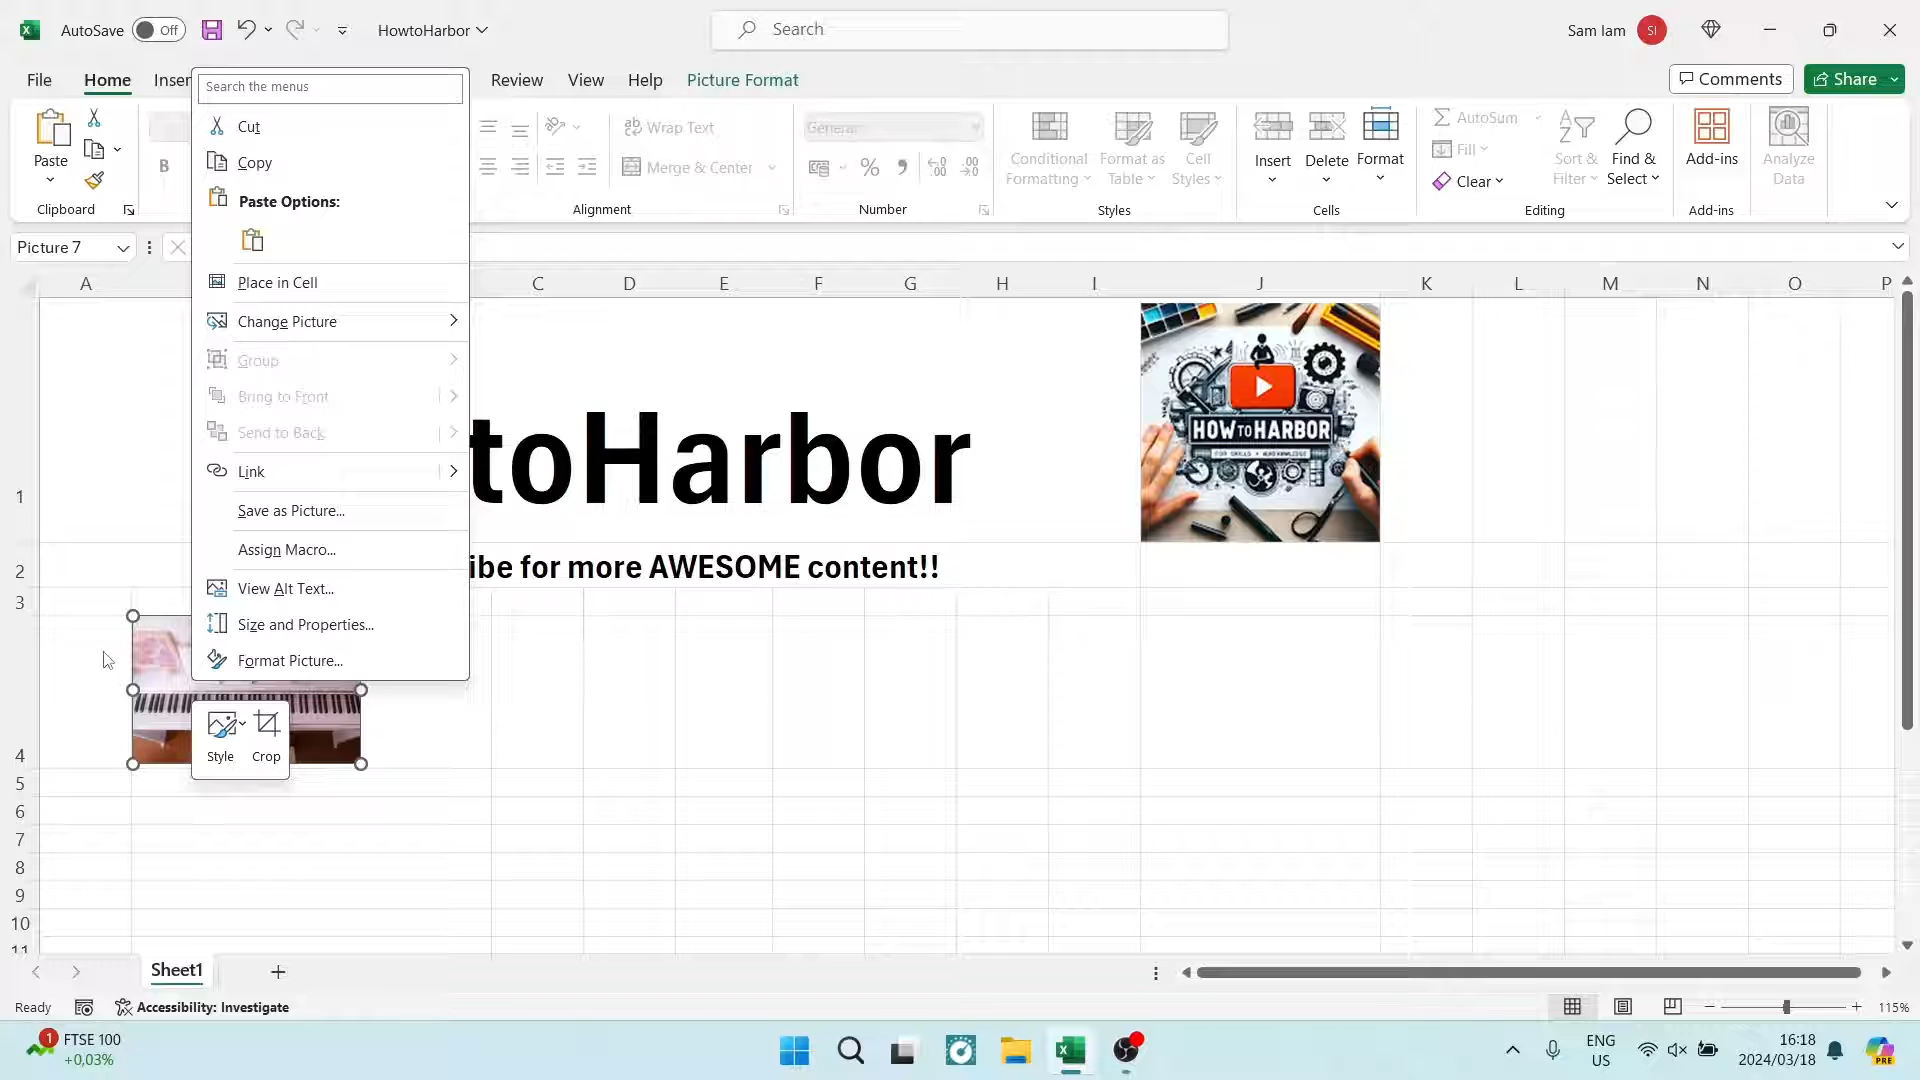 AutoSave Off HowtoHarbor Search Sam Iam SI
File Home Inser Review View Help Picture Format Comments Share
Search the menus
Cut
Copy
Paste Options:
Place in Cell
Change Picture
Group
Bring to Front
Send to Back
Link
Save as Picture...
Assign Macro...
View Alt Text...
Size and Properties...
Format Picture...
Style Crop
Paste
Clipboard
B
ab Wrap Text
Merge & Center
Alignment
General
% 9 .00
Number
Conditional Formatting
Format as Table
Cell Styles
Styles
Insert Delete Format
Cells
AutoSum
Fill
Clear
Sort & Filter
Find & Select
Editing
Add-ins
Add-ins
Analyze Data
Picture 7
A C D E F G H I J K L M N O P
1
toHarbor
HOW TO HARBOR
2
ibe for more AWESOME content!!
3
4
5
6
7
8
9
10
11
Sheet1
Ready Accessibility: Investigate 115%
1 FTSE 100
+0,03%
ENG
US
16:18
2024/03/18
PRE